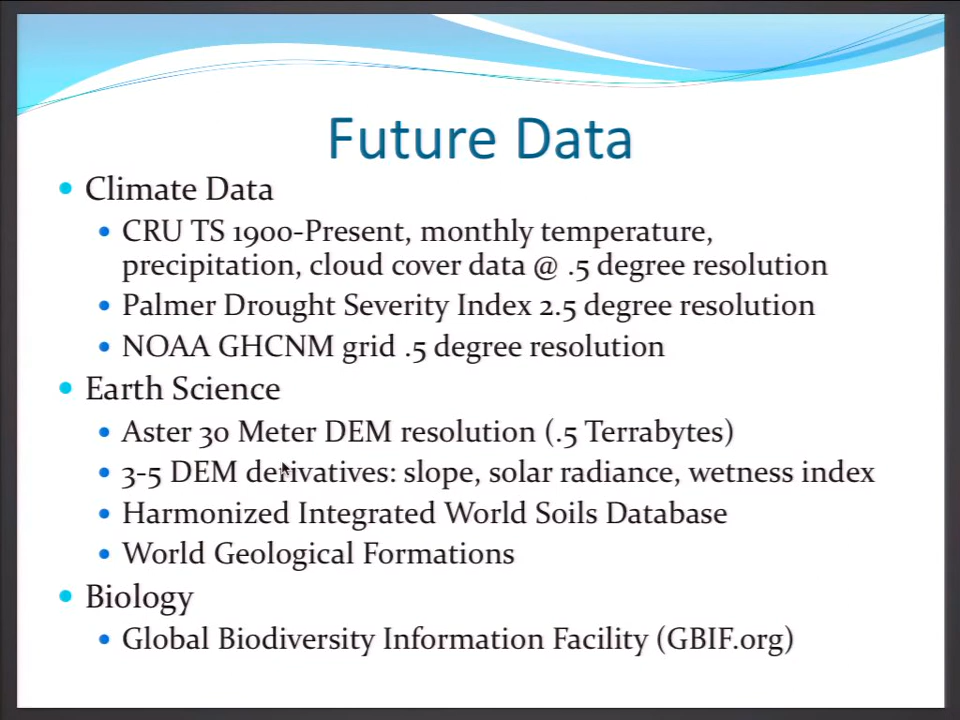 Future Data
• Climate Data
• CRU TS 1900-Present, monthly temperature,
precipitation, cloud cover data @ .5 degree resolution
• Palmer Drought Severity Index 2.5 degree resolution
• NOAA GHCNM grid .5 degree resolution
• Earth Science
• Aster 30 Meter DEM resolution (.5 Terrabytes)
• 3-5 DEM derivatives: slope, solar radiance, wetness index
• Harmonized Integrated World Soils Database
• World Geological Formations
• Biology
• Global Biodiversity Information Facility (GBIF.org)